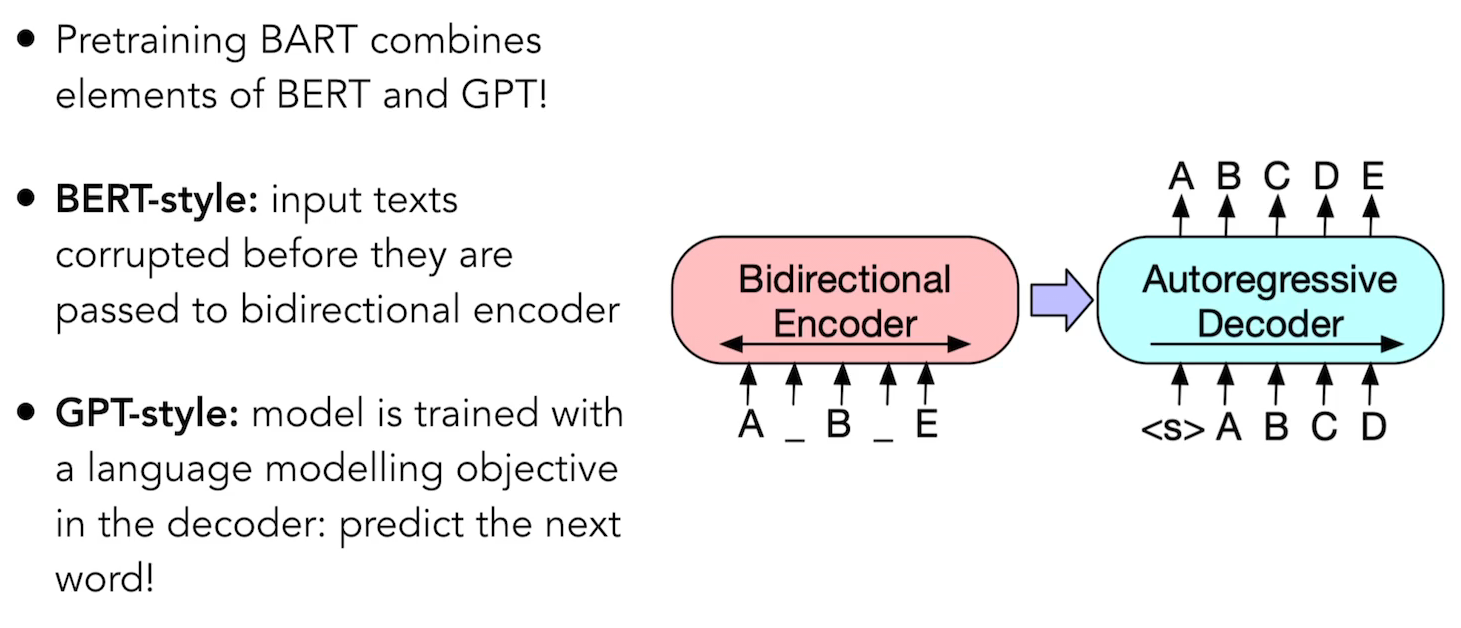 • Pretraining BART combines
elements of BERT and GPT!
• BERT-style: input texts
corrupted before they are
passed to bidirectional encoder
• GPT-style: model is trained with
a language modelling objective
in the decoder: predict the next
word!
Bidirectional
Encoder
A _ B _ E
A B C D E
Autoregressive
Decoder
<s> A B C D